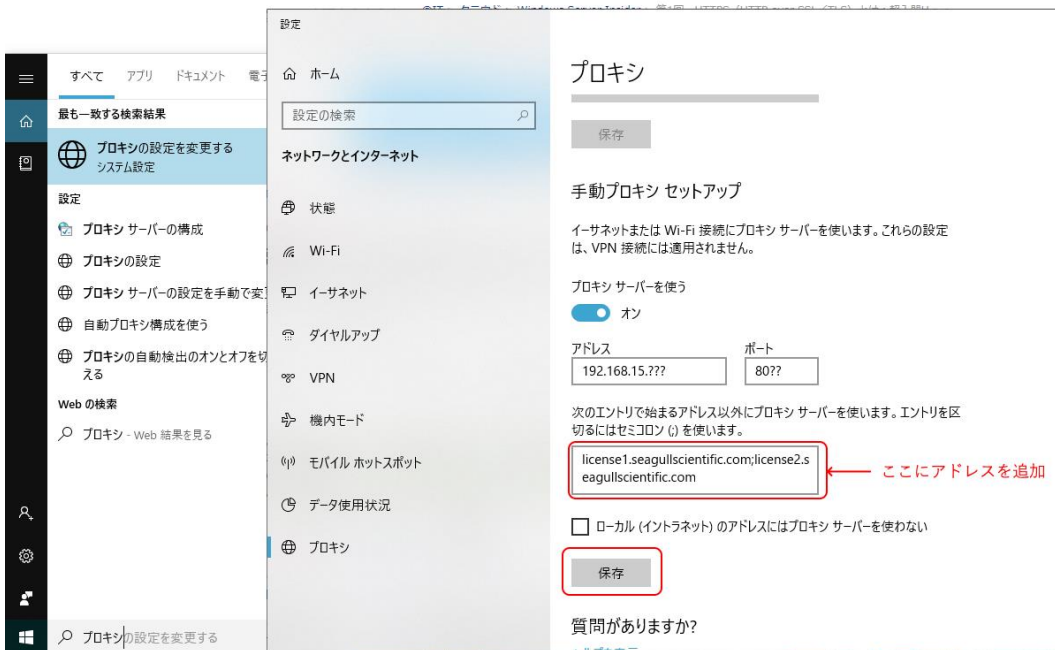 設定
すべて アプリ ドキュメント 電子
最も一致する検索結果
プロキシの設定を変更する
システム設定
設定
プロキシ サーバーの構成
プロキシの設定
プロキシ サーバーの設定を手動で変
自動プロキシ構成を使う
プロキシの自動検出のオンとオフを切
える
Web の検索
プロキシ - Web 結果を見る
プロキシの設定を変更する
ホーム
設定の検索
ネットワークとインターネット
状態
Wi-Fi
イーサネット
ダイヤルアップ
VPN
機内モード
モバイル ホットスポット
データ使用状況
プロキシ
プロキシ
保存
手動プロキシ セットアップ
イーサネットまたは Wi-Fi 接続にプロキシ サーバーを使います。これらの設定
は、VPN 接続には適用されません。
プロキシ サーバーを使う
オン
アドレス ポート
192.168.15.??? 80??
次のエントリで始まるアドレス以外にプロキシ サーバーを使います。エントリを区
切るにはセミコロン (;) を使います。
license1.seagullscientific.com;license2.s
eagullscientific.com
ここにアドレスを追加
ローカル (イントラネット) のアドレスにはプロキシ サーバーを使わない
保存
質問がありますか?